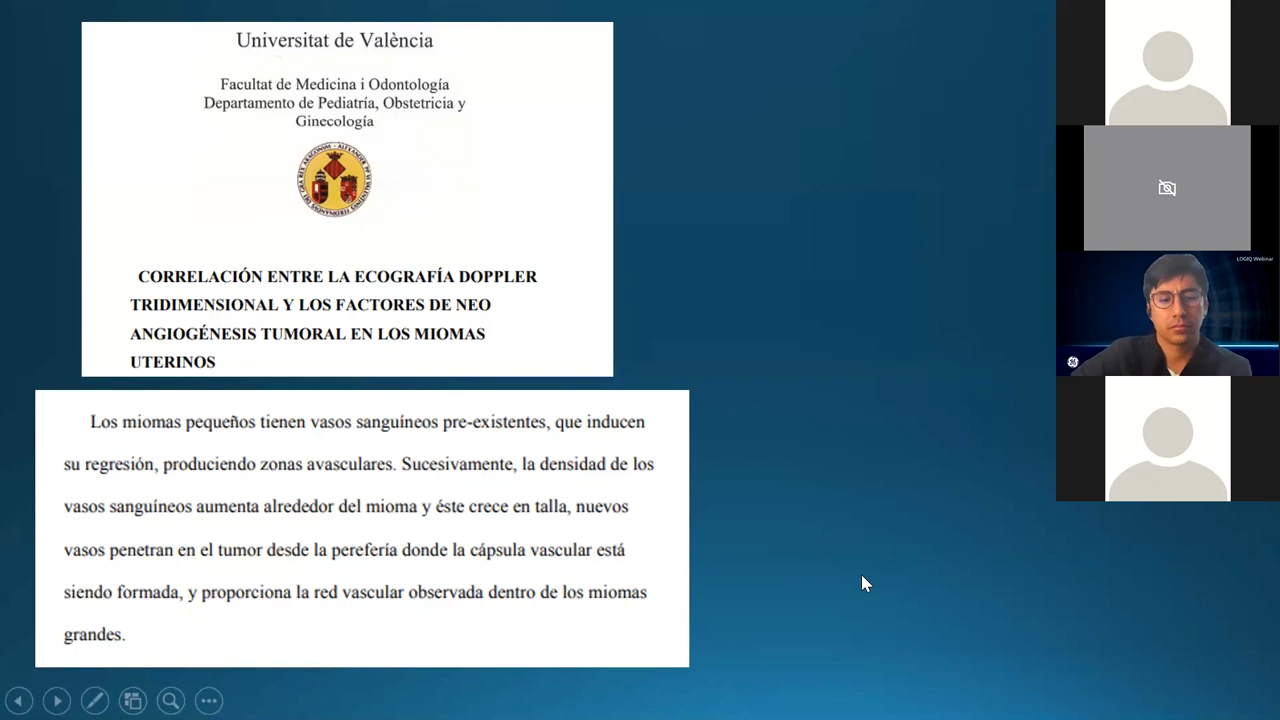 Universitat de València
Facultat de Medicina i Odontología
Departamento de Pediatría, Obstetricia y
Ginecología
CORRELACIÓN ENTRE LA ECOGRAFÍA DOPPLER
TRIDIMENSIONAL Y LOS FACTORES DE NEO
ANGIOGÉNESIS TUMORAL EN LOS MIOMAS
UTERINOS
Los miomas pequeños tienen vasos sanguíneos pre-existentes, que inducen
su regresión, produciendo zonas avasculares. Sucesivamente, la densidad de los
vasos sanguíneos aumenta alrededor del mioma y éste crece en talla, nuevos
vasos penetran en el tumor desde la perefería donde la cápsula vascular está
siendo formada, y proporciona la red vascular observada dentro de los miomas
grandes.
LOGIQ Webinar